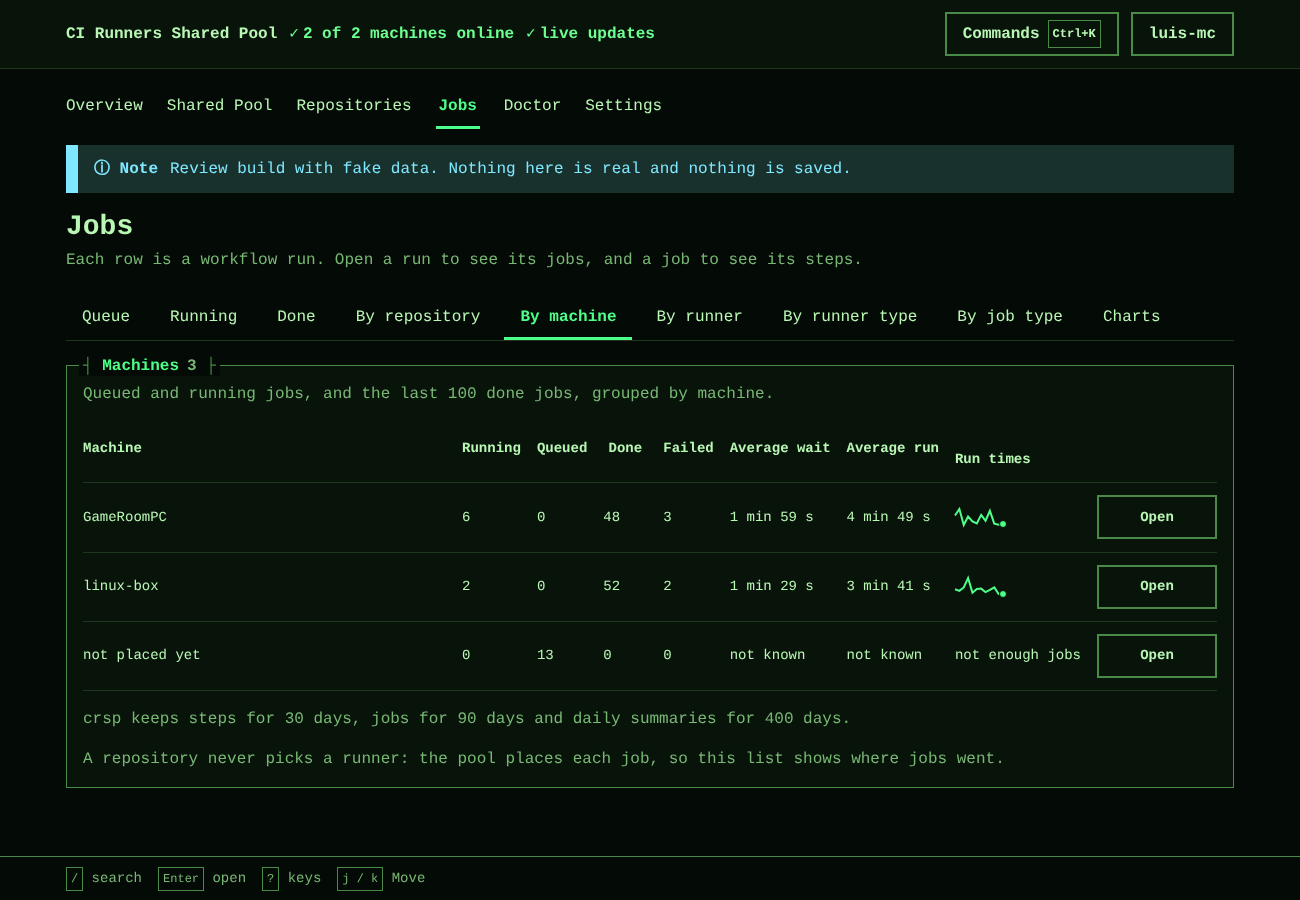 CI Runners Shared Pool ✓ 2 of 2 machines online ✓ live updates Commands Ctrl+K luis-mc
Overview Shared Pool Repositories Jobs Doctor Settings
ⓘ Note Review build with fake data. Nothing here is real and nothing is saved.
Jobs
Each row is a workflow run. Open a run to see its jobs, and a job to see its steps.
Queue Running Done By repository By machine By runner By runner type By job type Charts
Machines 3
Queued and running jobs, and the last 100 done jobs, grouped by machine.
Machine Running Queued Done Failed Average wait Average run Run times
GameRoomPC 6 0 48 3 1 min 59 s 4 min 49 s Open
linux-box 2 0 52 2 1 min 29 s 3 min 41 s Open
not placed yet 0 13 0 0 not known not known not enough jobs Open
crsp keeps steps for 30 days, jobs for 90 days and daily summaries for 400 days.
A repository never picks a runner: the pool places each job, so this list shows where jobs went.
/ search Enter open ? keys j / k Move